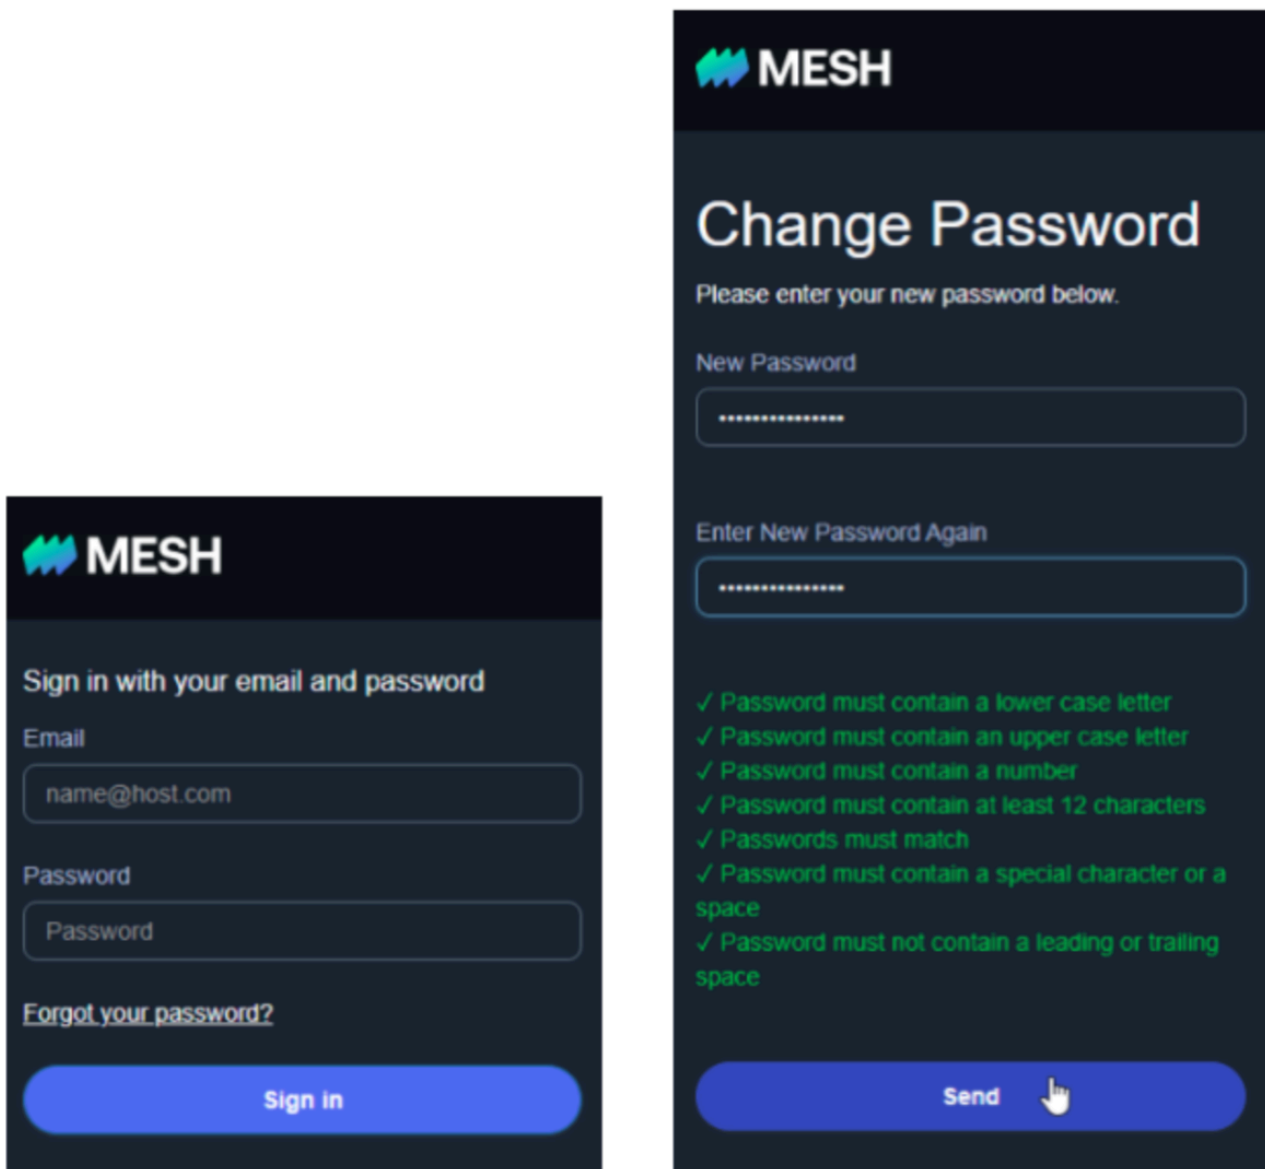 MESH
Sign in with your email and password
Email
name@host.com
Password
Password
Forgot your password?
Sign in
MESH
Change Password
Please enter your new password below.
New Password
•••••••••••••••
Enter New Password Again
•••••••••••••••
✓ Password must contain a lower case letter
✓ Password must contain an upper case letter
✓ Password must contain a number
✓ Password must contain at least 12 characters
✓ Passwords must match
✓ Password must contain a special character or a
space
✓ Password must not contain a leading or trailing
space
Send